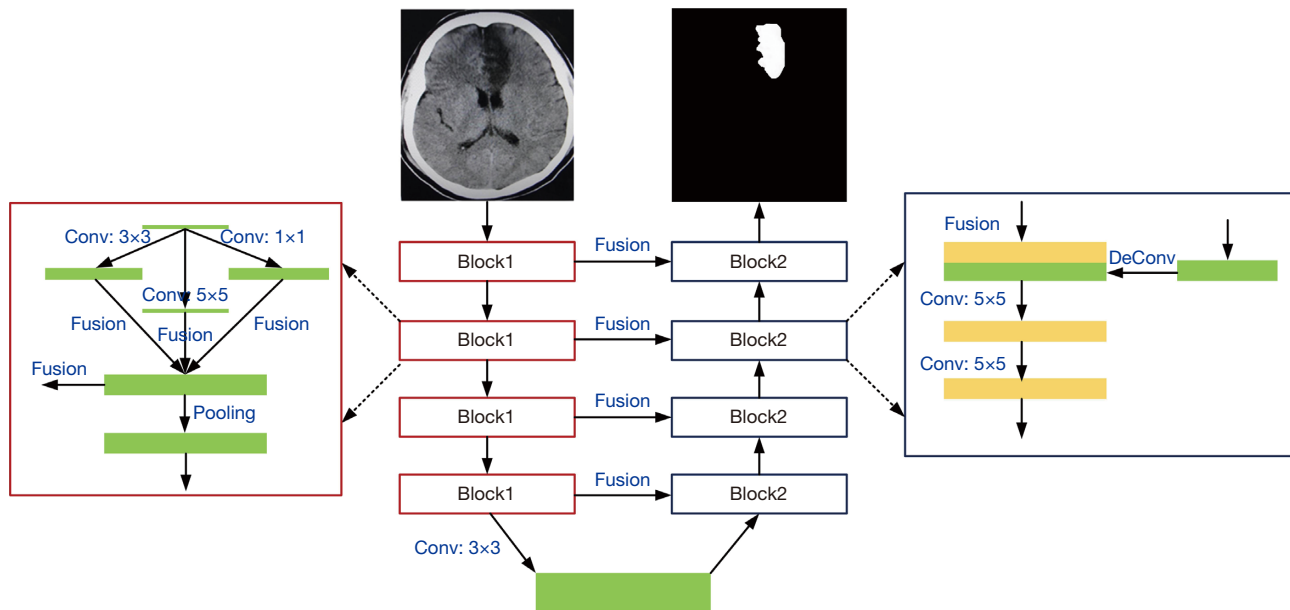 Conv: 3×3
Conv: 1×1
Conv: 5×5
Fusion
Fusion
Fusion
Fusion
Pooling
Block1
Fusion
Block2
Block1
Fusion
Block2
Block1
Fusion
Block2
Block1
Fusion
Block2
Conv: 3×3
Fusion
DeConv
Conv: 5×5
Conv: 5×5